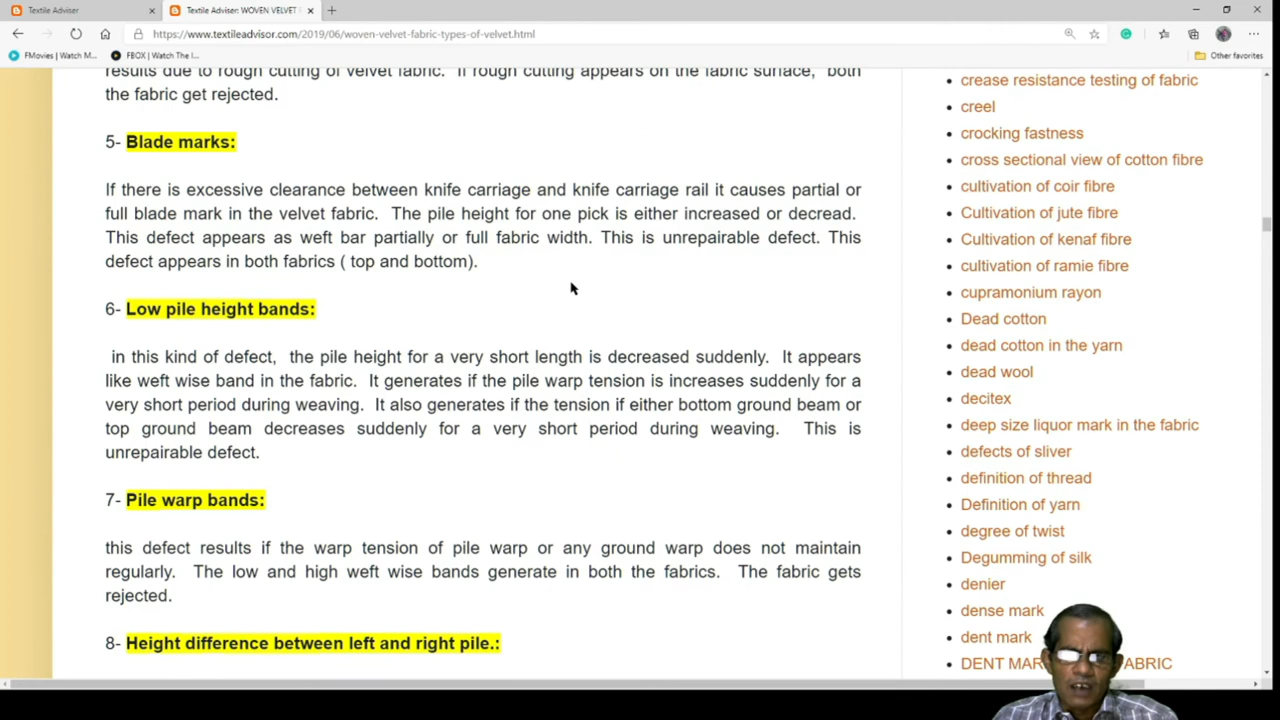 Textile Adviser
Textile Adviser: WOVEN VELVET
https://www.textileadvisor.com/2019/06/woven-velvet-fabric-types-of-velvet.html
FMovies | Watch M...
FBOX | Watch The I...
Other favorites
results due to rough cutting of velvet fabric. If rough cutting appears on the fabric surface, both
the fabric get rejected.
5- Blade marks:
If there is excessive clearance between knife carriage and knife carriage rail it causes partial or
full blade mark in the velvet fabric. The pile height for one pick is either increased or decread.
This defect appears as weft bar partially or full fabric width. This is unrepairable defect. This
defect appears in both fabrics ( top and bottom).
6- Low pile height bands:
in this kind of defect, the pile height for a very short length is decreased suddenly. It appears
like weft wise band in the fabric. It generates if the pile warp tension is increases suddenly for a
very short period during weaving. It also generates if the tension if either bottom ground beam or
top ground beam decreases suddenly for a very short period during weaving. This is
unrepairable defect.
7- Pile warp bands:
this defect results if the warp tension of pile warp or any ground warp does not maintain
regularly. The low and high weft wise bands generate in both the fabrics. The fabric gets
rejected.
8- Height difference between left and right pile.:
crease resistance testing of fabric
creel
crocking fastness
cross sectional view of cotton fibre
cultivation of coir fibre
Cultivation of jute fibre
Cultivation of kenaf fibre
cultivation of ramie fibre
cupramonium rayon
Dead cotton
dead cotton in the yarn
dead wool
decitex
deep size liquor mark in the fabric
defects of sliver
definition of thread
Definition of yarn
degree of twist
Degumming of silk
denier
dense mark
dent mark
DENT MAR ABRIC